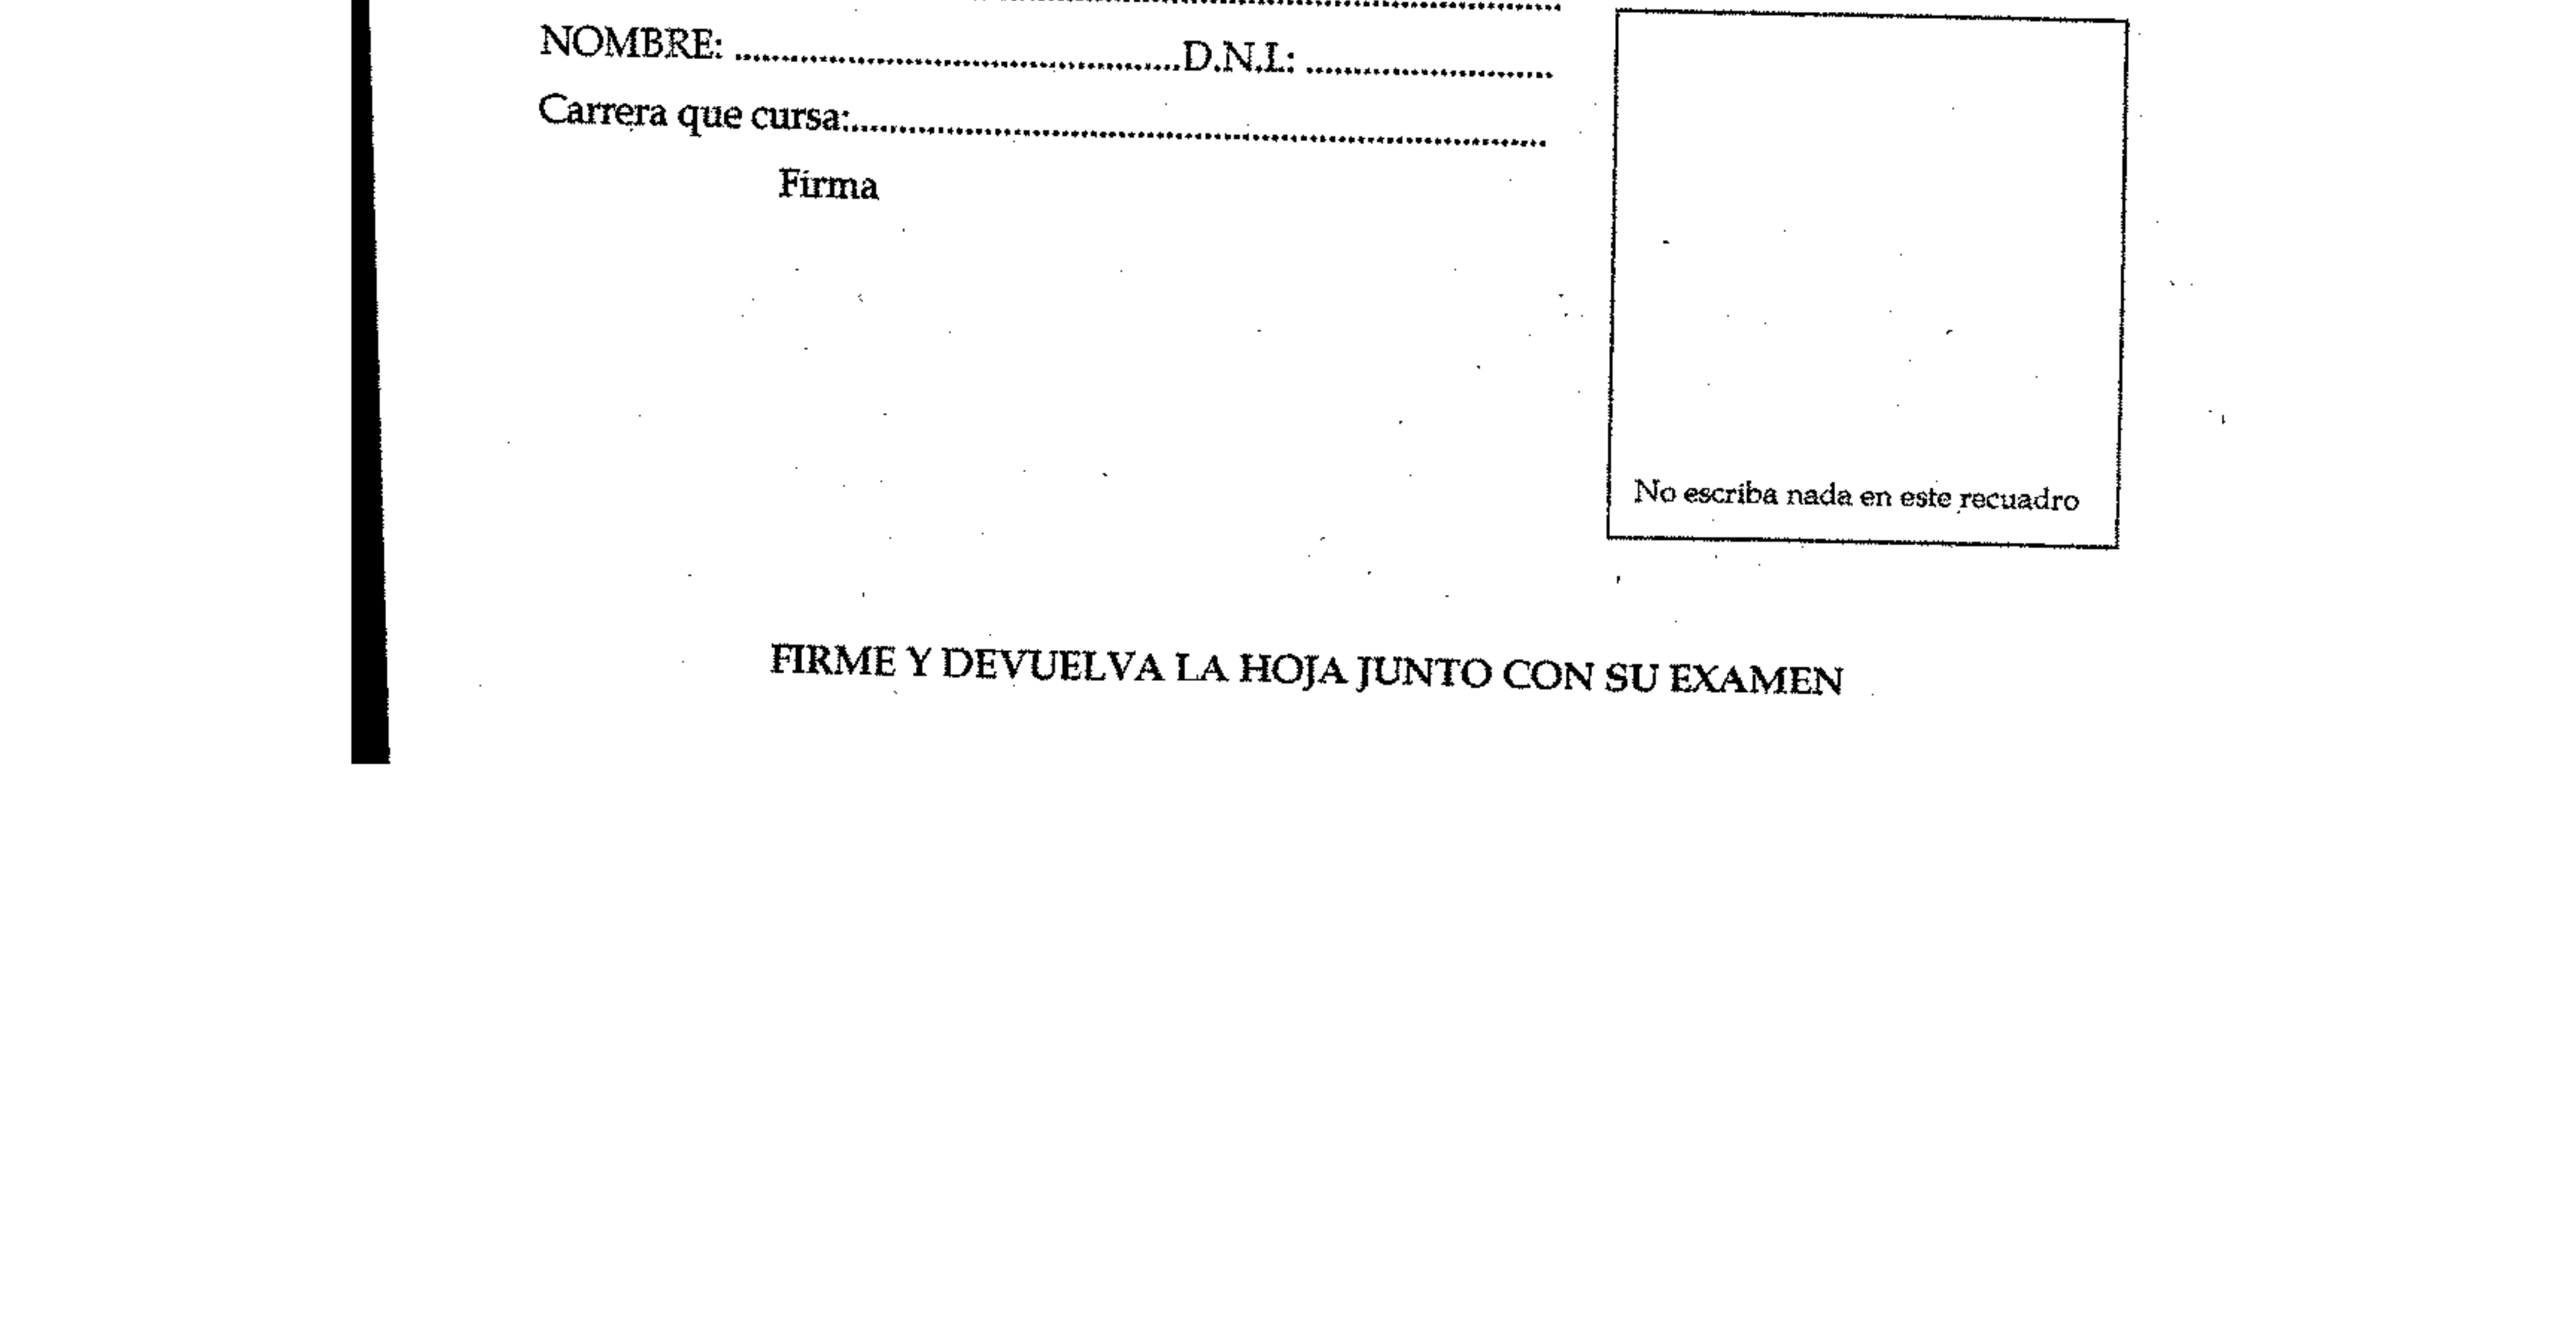 NOMBRE: ..................................................D.N.I.: ............................
Carrera que cursa:..............................................................................
Firma
No escriba nada en este recuadro
FIRME Y DEVUELVA LA HOJA JUNTO CON SU EXAMEN